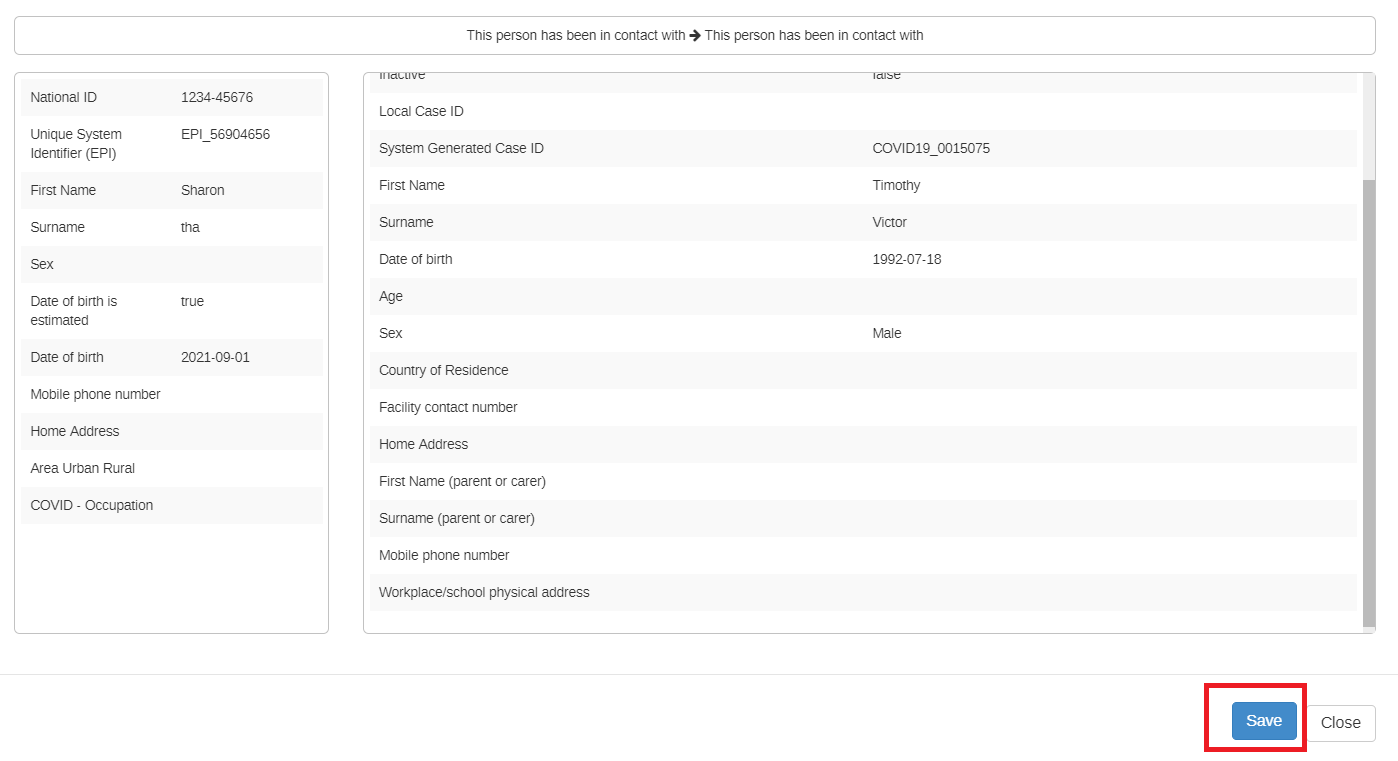 This person has been in contact with ➔ This person has been in contact with
National ID 1234-45676
Unique System EPI_56904656
Identifier (EPI)
First Name Sharon
Surname tha
Sex
Date of birth is true
estimated
Date of birth 2021-09-01
Mobile phone number
Home Address
Area Urban Rural
COVID - Occupation
Inactive false
Local Case ID
System Generated Case ID COVID19_0015075
First Name Timothy
Surname Victor
Date of birth 1992-07-18
Age
Sex Male
Country of Residence
Facility contact number
Home Address
First Name (parent or carer)
Surname (parent or carer)
Mobile phone number
Workplace/school physical address
Save Close